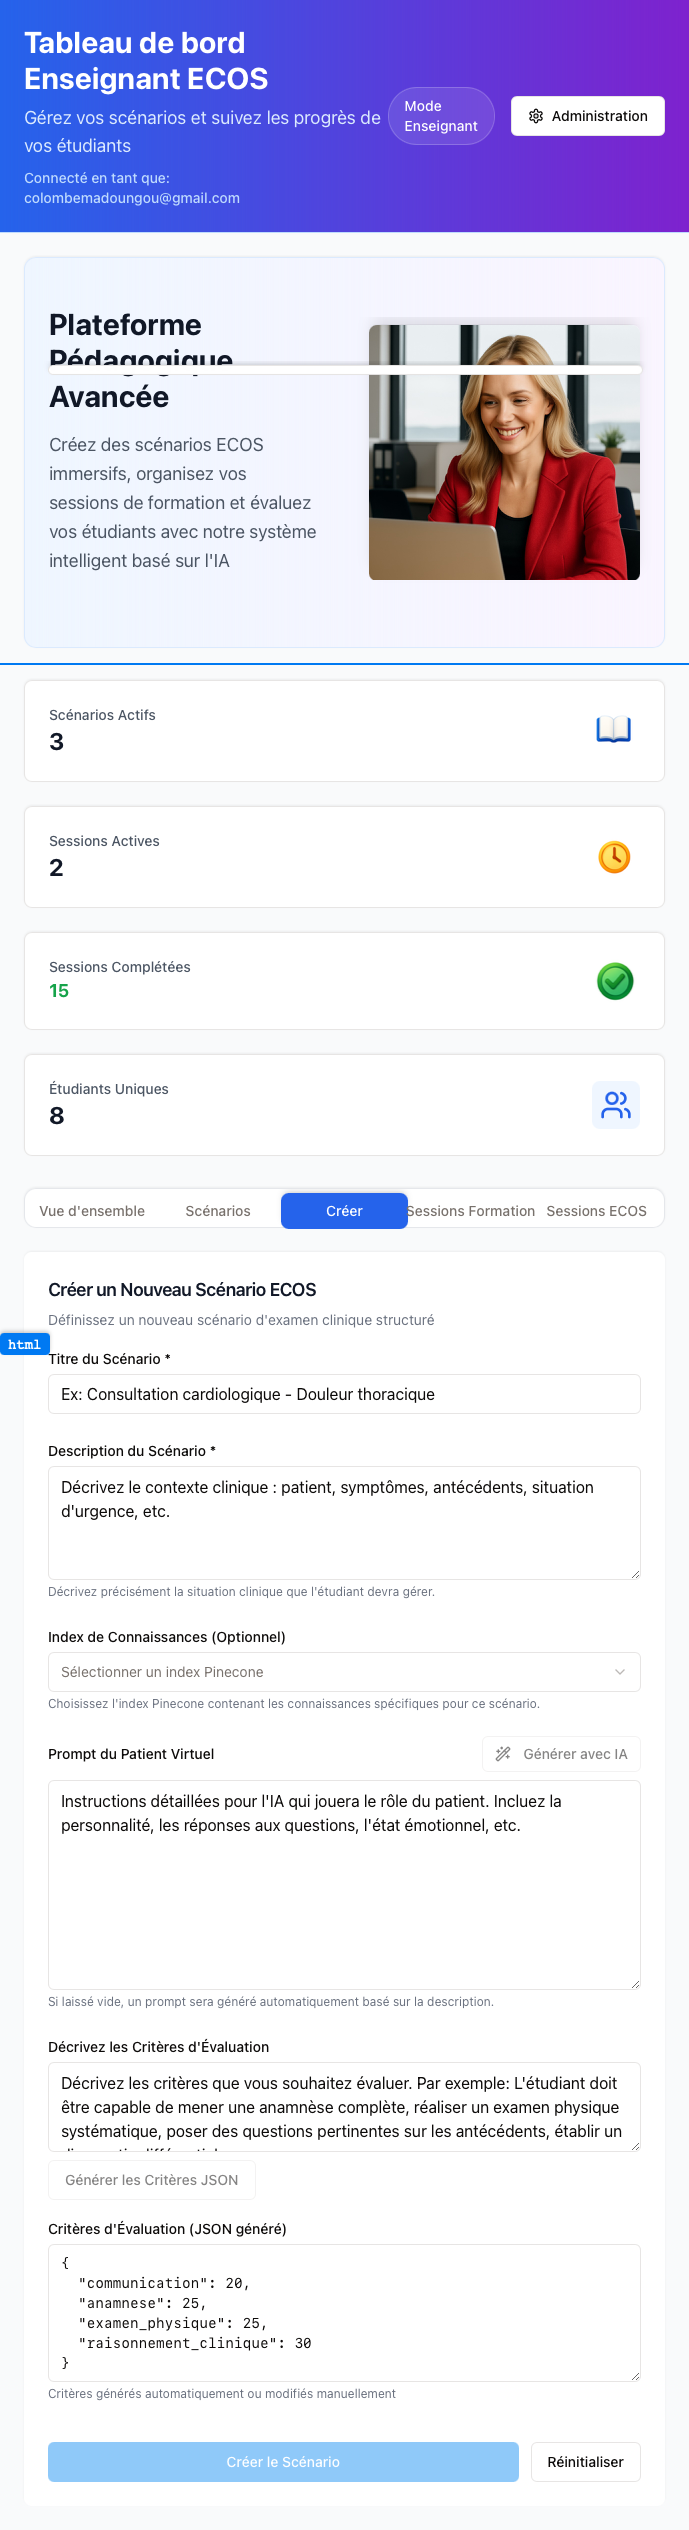 Tableau de bord
Enseignant ECOS
Gérez vos scénarios et suivez les progrès de
vos étudiants
Connecté en tant que:
colombemadoungou@gmail.com
Mode
Enseignant
Administration
Plateforme
Pédagogique
Avancée
Créez des scénarios ECOS
immersifs, organisez vos
sessions de formation et évaluez
vos étudiants avec notre système
intelligent basé sur l'IA
Scénarios Actifs
3
Sessions Actives
2
Sessions Complétées
15
Étudiants Uniques
8
Vue d'ensemble
Scénarios
Créer
Sessions Formation
Sessions ECOS
Créer un Nouveau Scénario ECOS
Définissez un nouveau scénario d'examen clinique structuré
html
Titre du Scénario *
Ex: Consultation cardiologique - Douleur thoracique
Description du Scénario *
Décrivez le contexte clinique : patient, symptômes, antécédents, situation
d'urgence, etc.
Décrivez précisément la situation clinique que l'étudiant devra gérer.
Index de Connaissances (Optionnel)
Sélectionner un index Pinecone
Choisissez l'index Pinecone contenant les connaissances spécifiques pour ce scénario.
Prompt du Patient Virtuel
Générer avec IA
Instructions détaillées pour l'IA qui jouera le rôle du patient. Incluez la
personnalité, les réponses aux questions, l'état émotionnel, etc.
Si laissé vide, un prompt sera généré automatiquement basé sur la description.
Décrivez les Critères d'Évaluation
Décrivez les critères que vous souhaitez évaluer. Par exemple: L'étudiant doit
être capable de mener une anamnèse complète, réaliser un examen physique
systématique, poser des questions pertinentes sur les antécédents, établir un
Générer les Critères JSON
Critères d'Évaluation (JSON généré)
{
"communication": 20,
"anamnese": 25,
"examen_physique": 25,
"raisonnement_clinique": 30
}
Critères générés automatiquement ou modifiés manuellement
Créer le Scénario
Réinitialiser